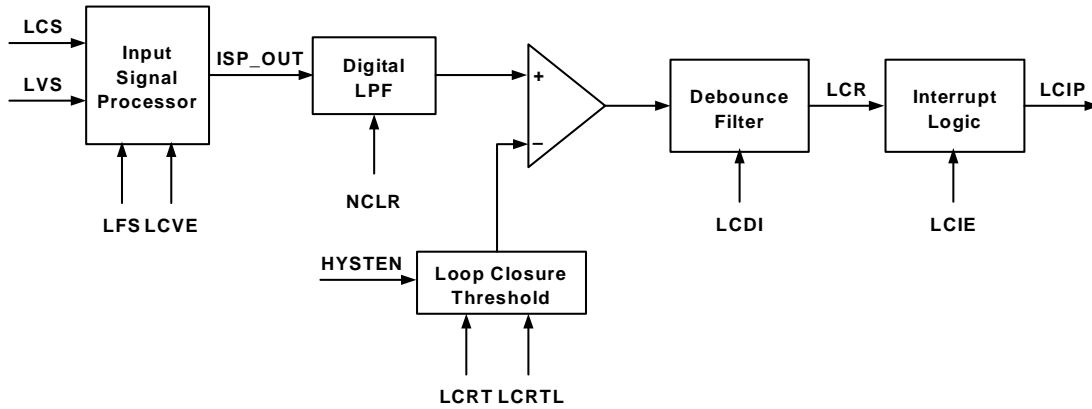 LCS
LVS
Input
Signal
Processor
LFS LCVE
ISP_OUT
Digital
LPF
NCLR
+
−
HYSTEN
Loop Closure
Threshold
LCRT LCRTL
Debounce
Filter
LCDI
LCR
Interrupt
Logic
LCIE
LCIP